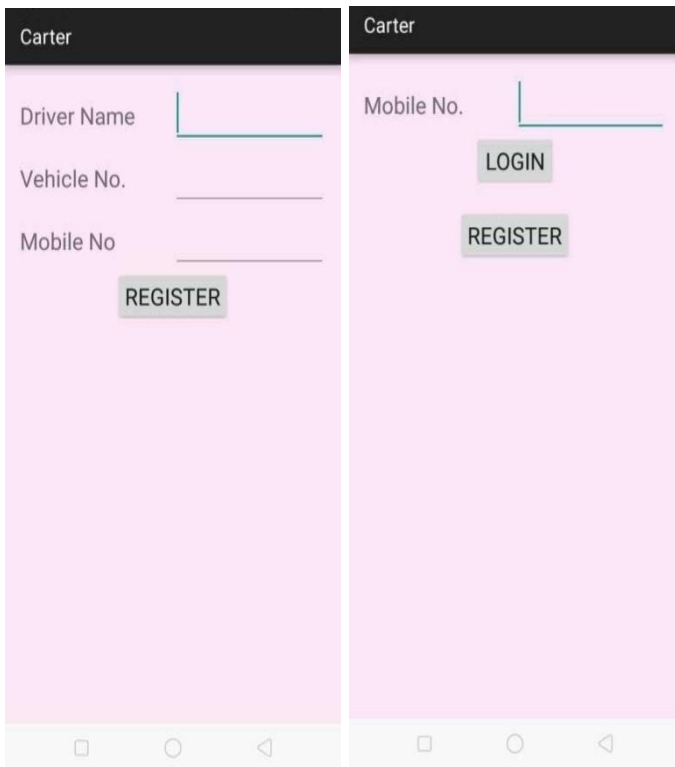 Carter
Driver Name
Vehicle No.
Mobile No
REGISTER
Carter
Mobile No.
LOGIN
REGISTER